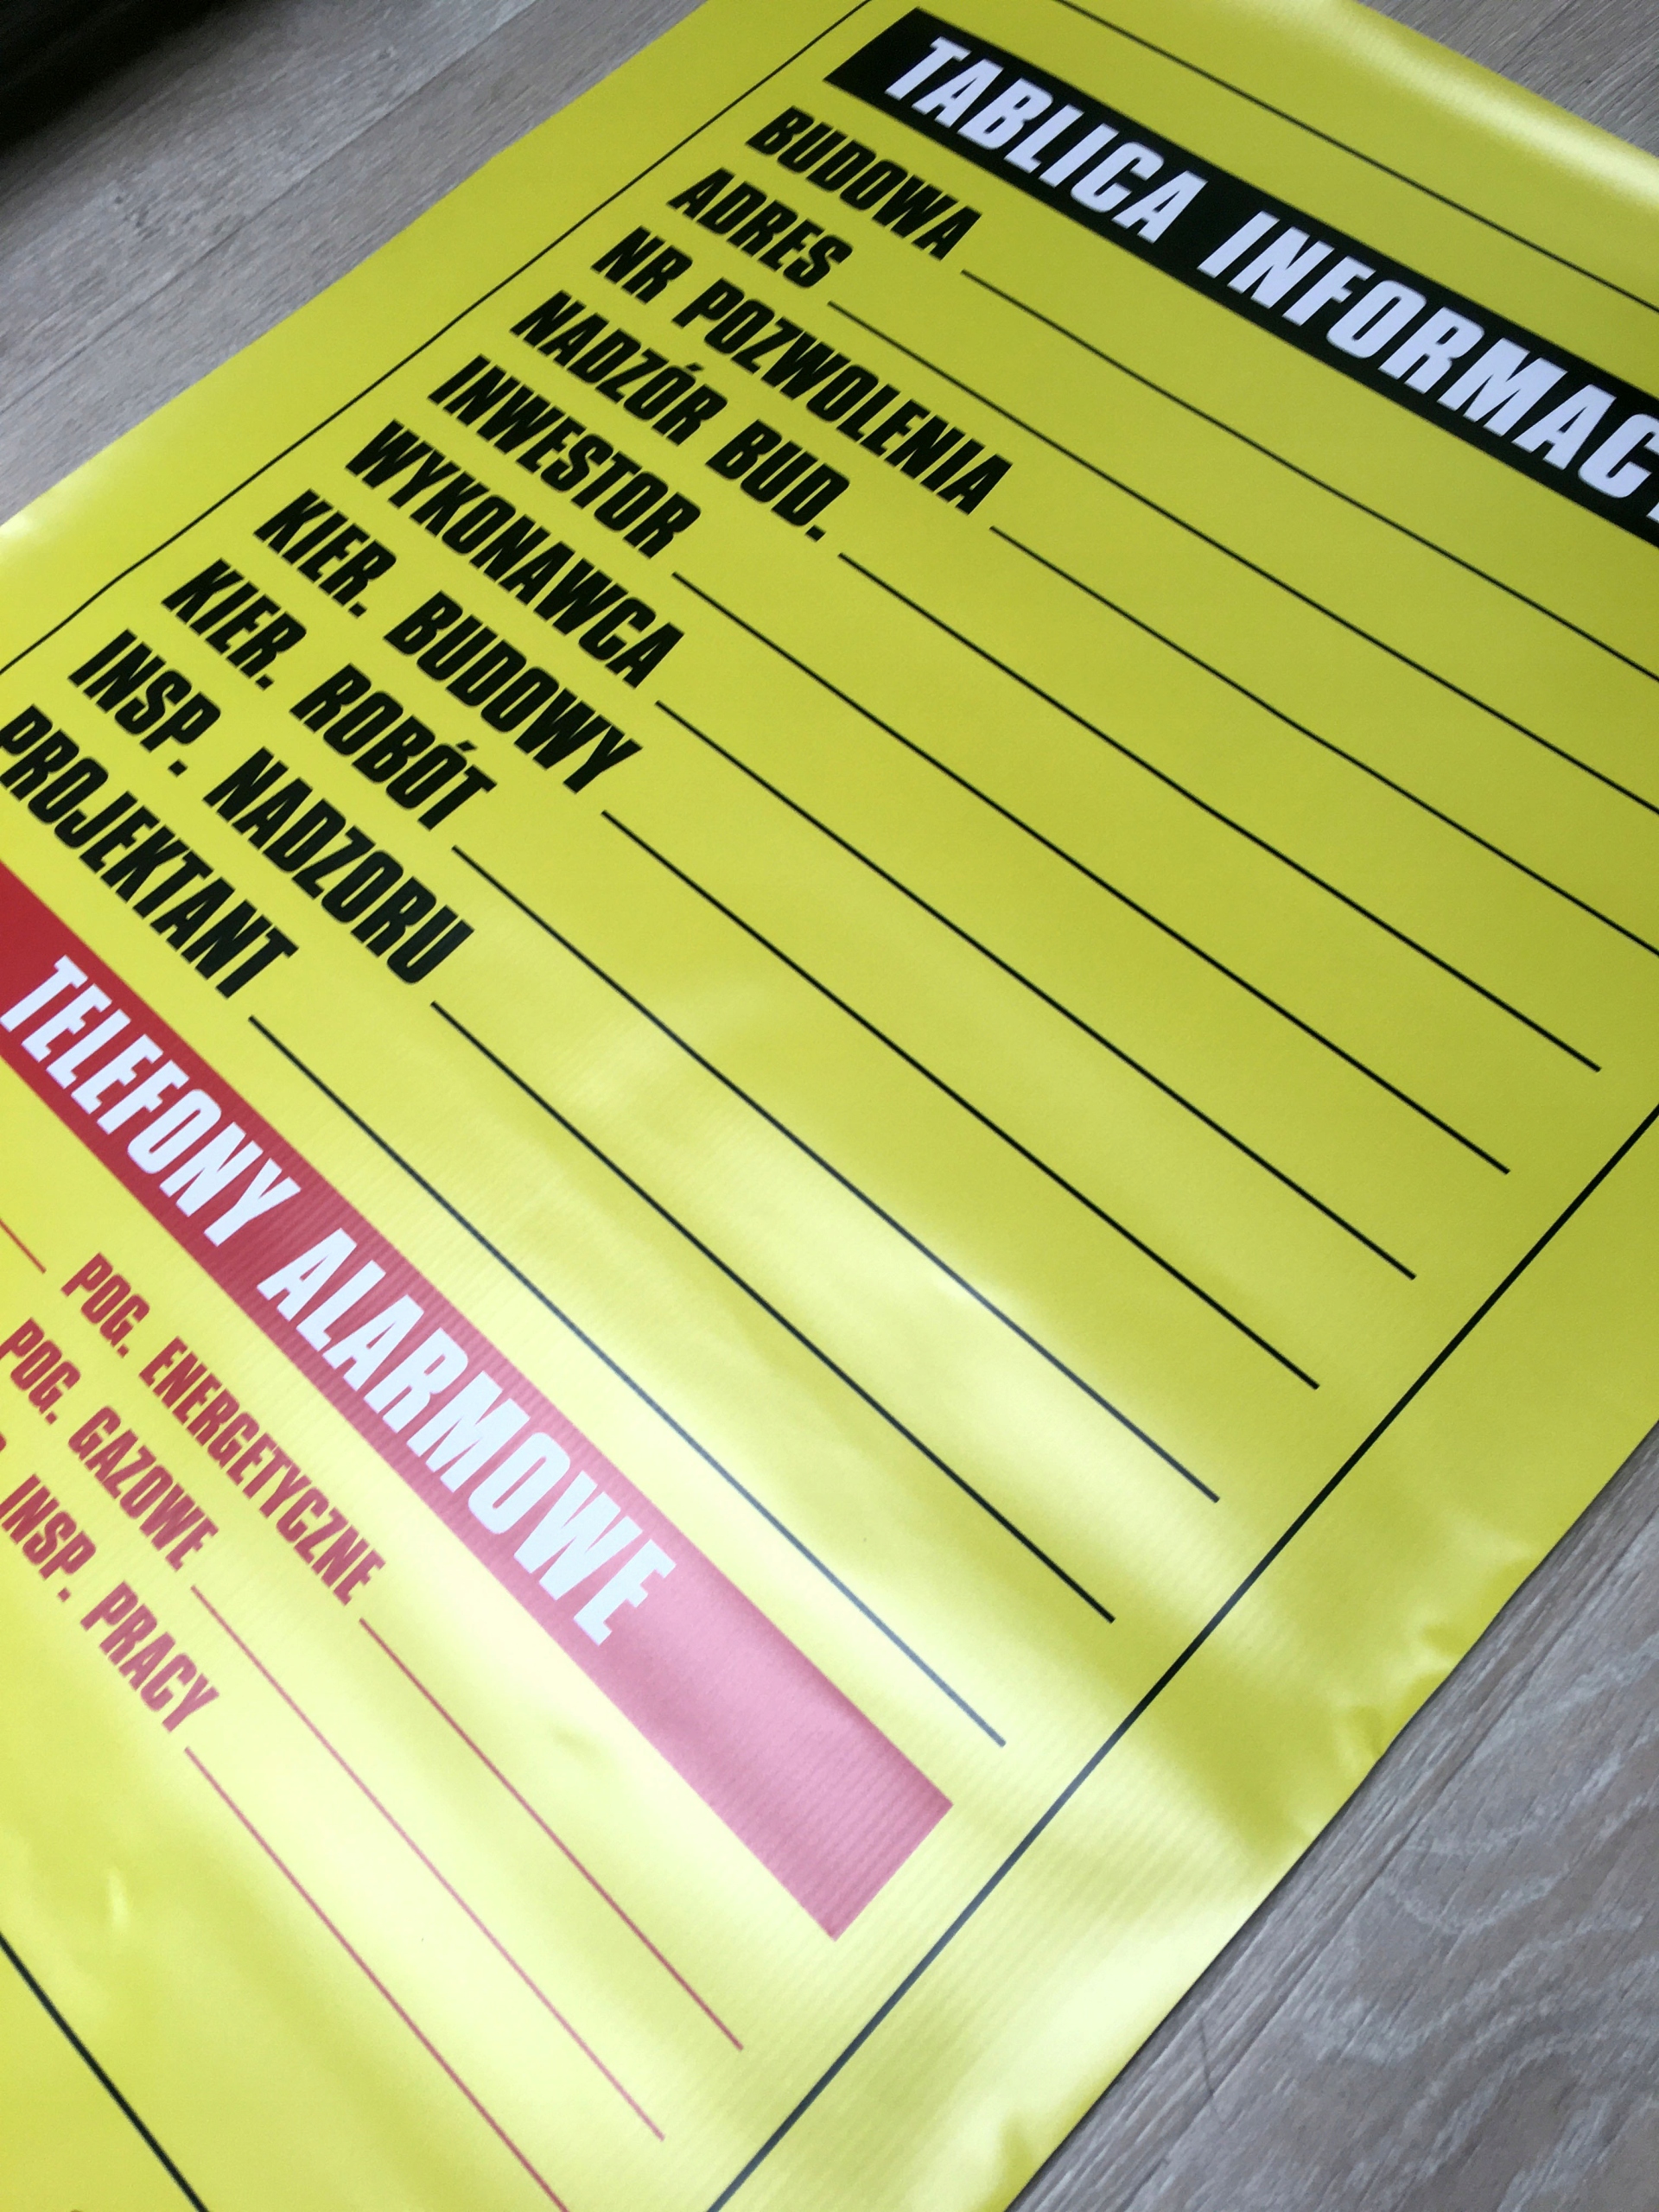 TABLICA INFORMAC
BUDOWA
ADRES
NR POZWOLENIA
NADZÓR BUD.
INWESTOR
WYKONAWCA
KIER. BUDOWY
KIER. ROBÓT
INSP. NADZORU
PROJEKTANT
TELEFONY ALARMOWE
POG. ENERGETYCZNE
POG. GAZOWE
INSP. PRACY